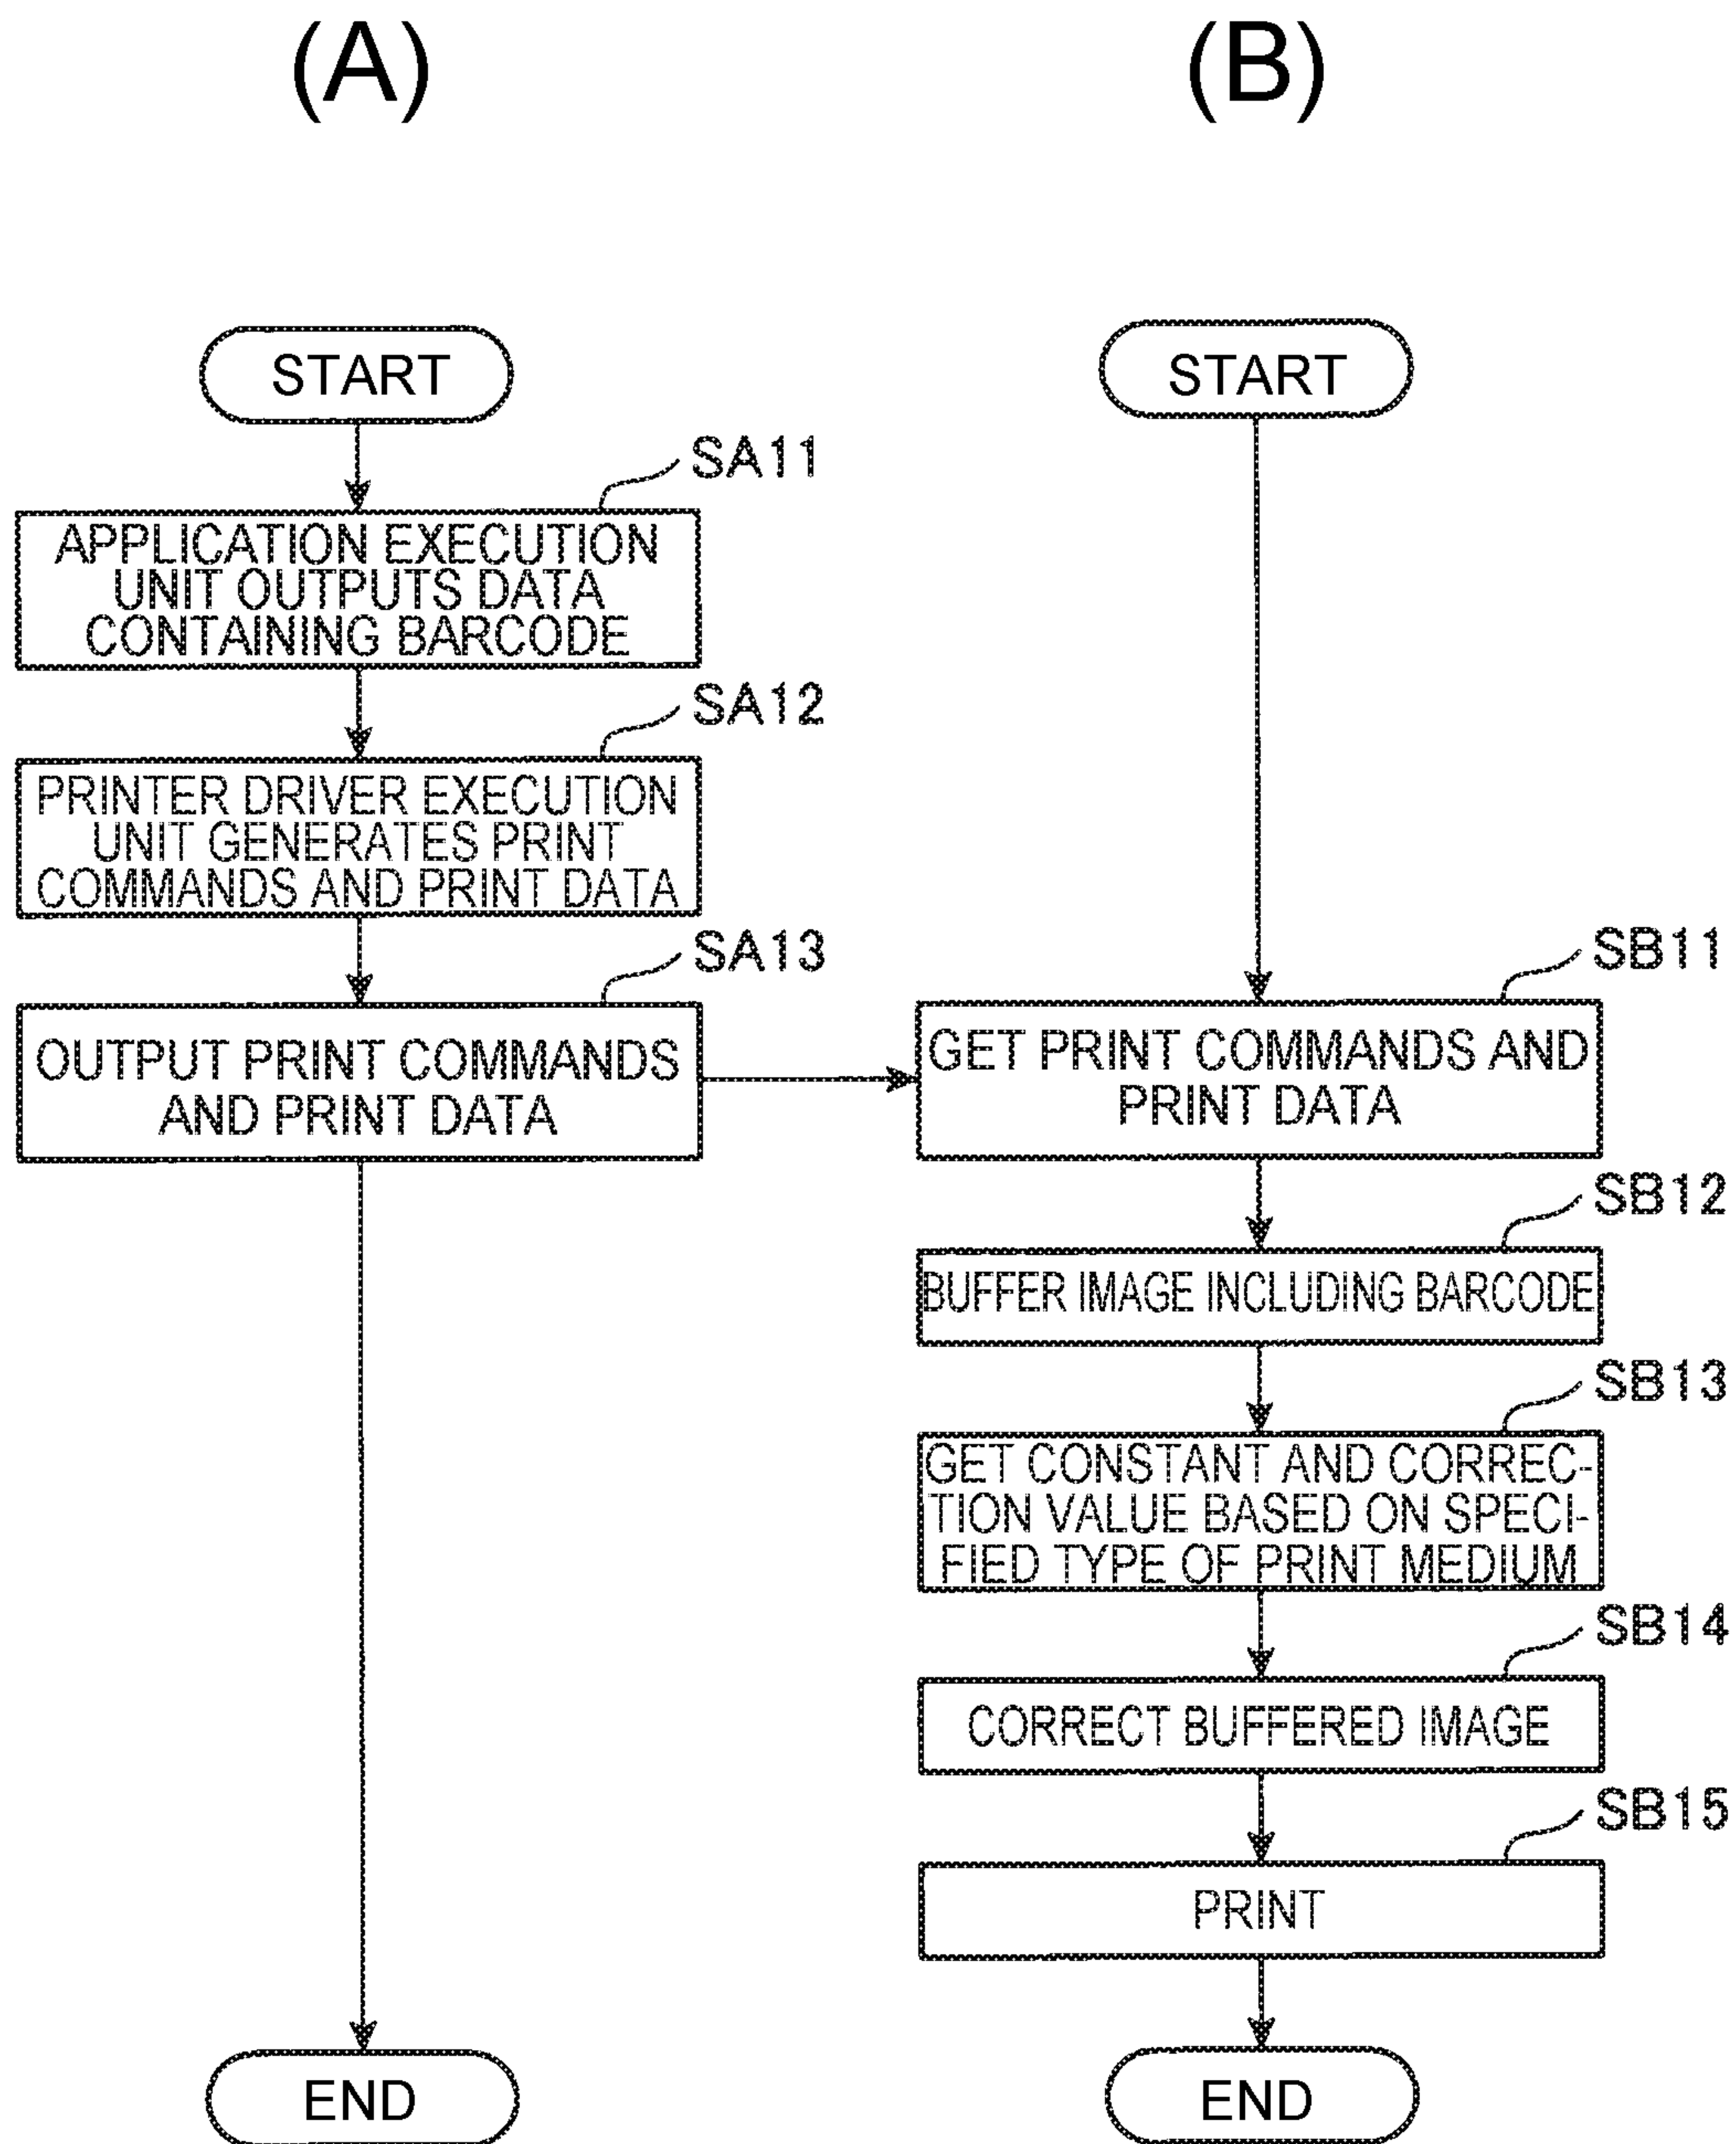 (A)
START
SA11
APPLICATION EXECUTION
UNIT OUTPUTS DATA
CONTAINING BARCODE
SA12
PRINTER DRIVER EXECUTION
UNIT GENERATES PRINT
COMMANDS AND PRINT DATA
SA13
OUTPUT PRINT COMMANDS
AND PRINT DATA
END
(B)
START
SB11
GET PRINT COMMANDS AND
PRINT DATA
SB12
BUFFER IMAGE INCLUDING BARCODE
SB13
GET CONSTANT AND CORREC-
TION VALUE BASED ON SPECI-
FIED TYPE OF PRINT MEDIUM
SB14
CORRECT BUFFERED IMAGE
SB15
PRINT
END